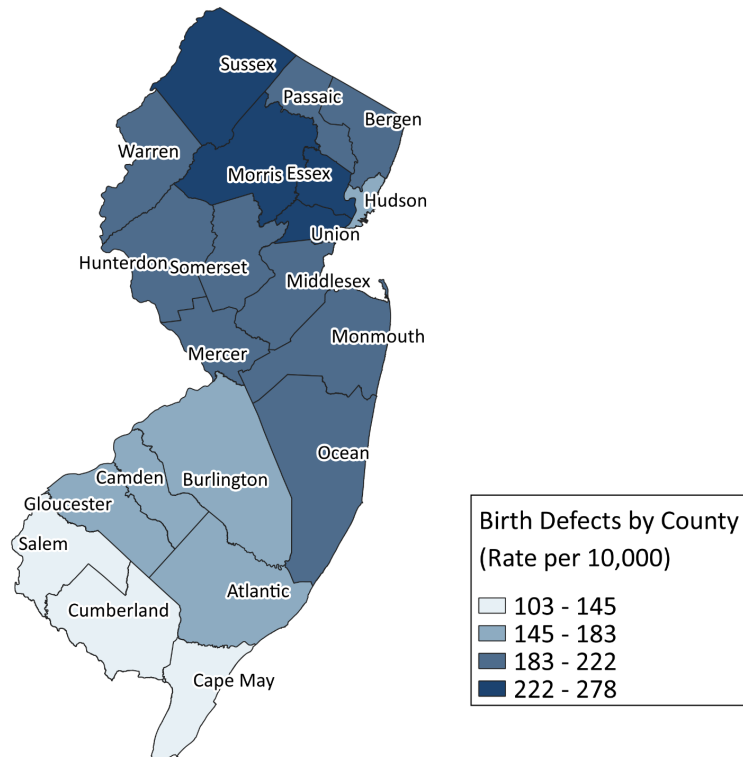 Sussex
Passaic
Bergen
Warren
Morris
Essex
Hudson
Union
Hunterdon
Somerset
Middlesex
Monmouth
Mercer
Ocean
Camden
Burlington
Gloucester
Salem
Atlantic
Cumberland
Cape May
Birth Defects by County
(Rate per 10,000)
103 - 145
145 - 183
183 - 222
222 - 278